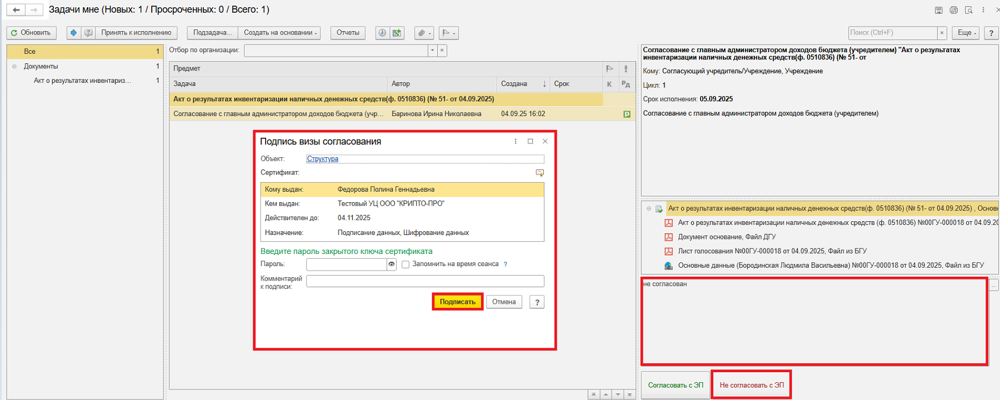 Задачи мне (Новых: 1 / Просроченных: 0 / Всего: 1)
Обновить
Принять к исполнению
Подзадача...
Создать на основании
Отчеты
Поиск (Ctrl+F)
×
Еще
?
Все 1
Документы 1
Акт о результатах инвентариз... 1
Отбор по организации:
Предмет
Задача Автор Создана ↓ Срок К Рд
Акт о результатах инвентаризации наличных денежных средств(ф. 0510836) (№ 51- от 04.09.2025)
Согласование с главным администратором доходов бюджета (учр... Баринова Ирина Николаевна 04.09.25 16:02 Р
Подпись визы согласования
Объект: Структура
Сертификат:
Кому выдан: Федорова Полина Геннадьевна
Кем выдан: Тестовый УЦ ООО "КРИПТО-ПРО"
Действителен до: 04.11.2025
Назначение: Подписание данных, Шифрование данных
Введите пароль закрытого ключа сертификата
Пароль: Запомнить на время сеанса ?
Комментарий
к подписи:
Подписать Отмена ?
Согласование с главным администратором доходов бюджета (учредителем) "Акт о результатах
инвентаризации наличных денежных средств(ф. 0510836) (№ 51- от
Кому: Согласующий учредитель/Учреждение, Учреждение
Цикл: 1
Срок исполнения: 05.09.2025
Согласование с главным администратором доходов бюджета (учредителем)
Акт о результатах инвентаризации наличных денежных средств(ф. 0510836) (№ 51- от 04.09.2025) , Основн
Акт о результатах инвентаризации наличных денежных средств (ф. 0510836) №00ГУ-000018 от 04.09.20
Документ основание, Файл ДГУ
Лист голосования №00ГУ-000018 от 04.09.2025, Файл из БГУ
Основные данные (Бородинская Людмила Васильевна) №00ГУ-000018 от 04.09.2025, Файл из БГУ
не согласован
...
Согласовать с ЭП Не согласовать с ЭП